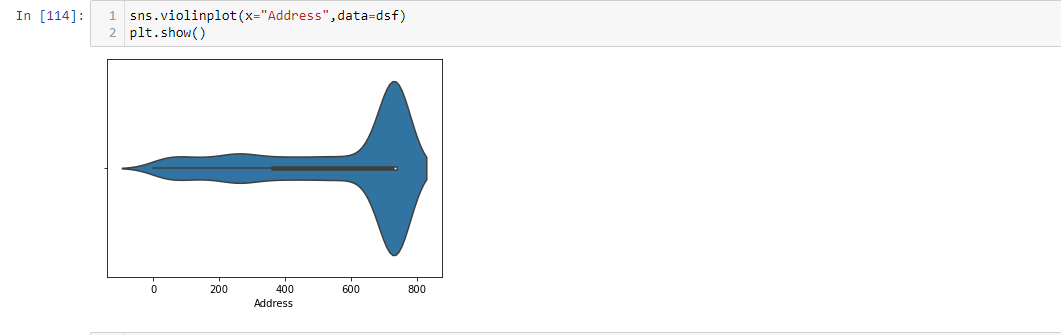 In [114]:
1 sns.violinplot(x="Address",data=dsf)
2 plt.show()
0 200 400 600 800
Address